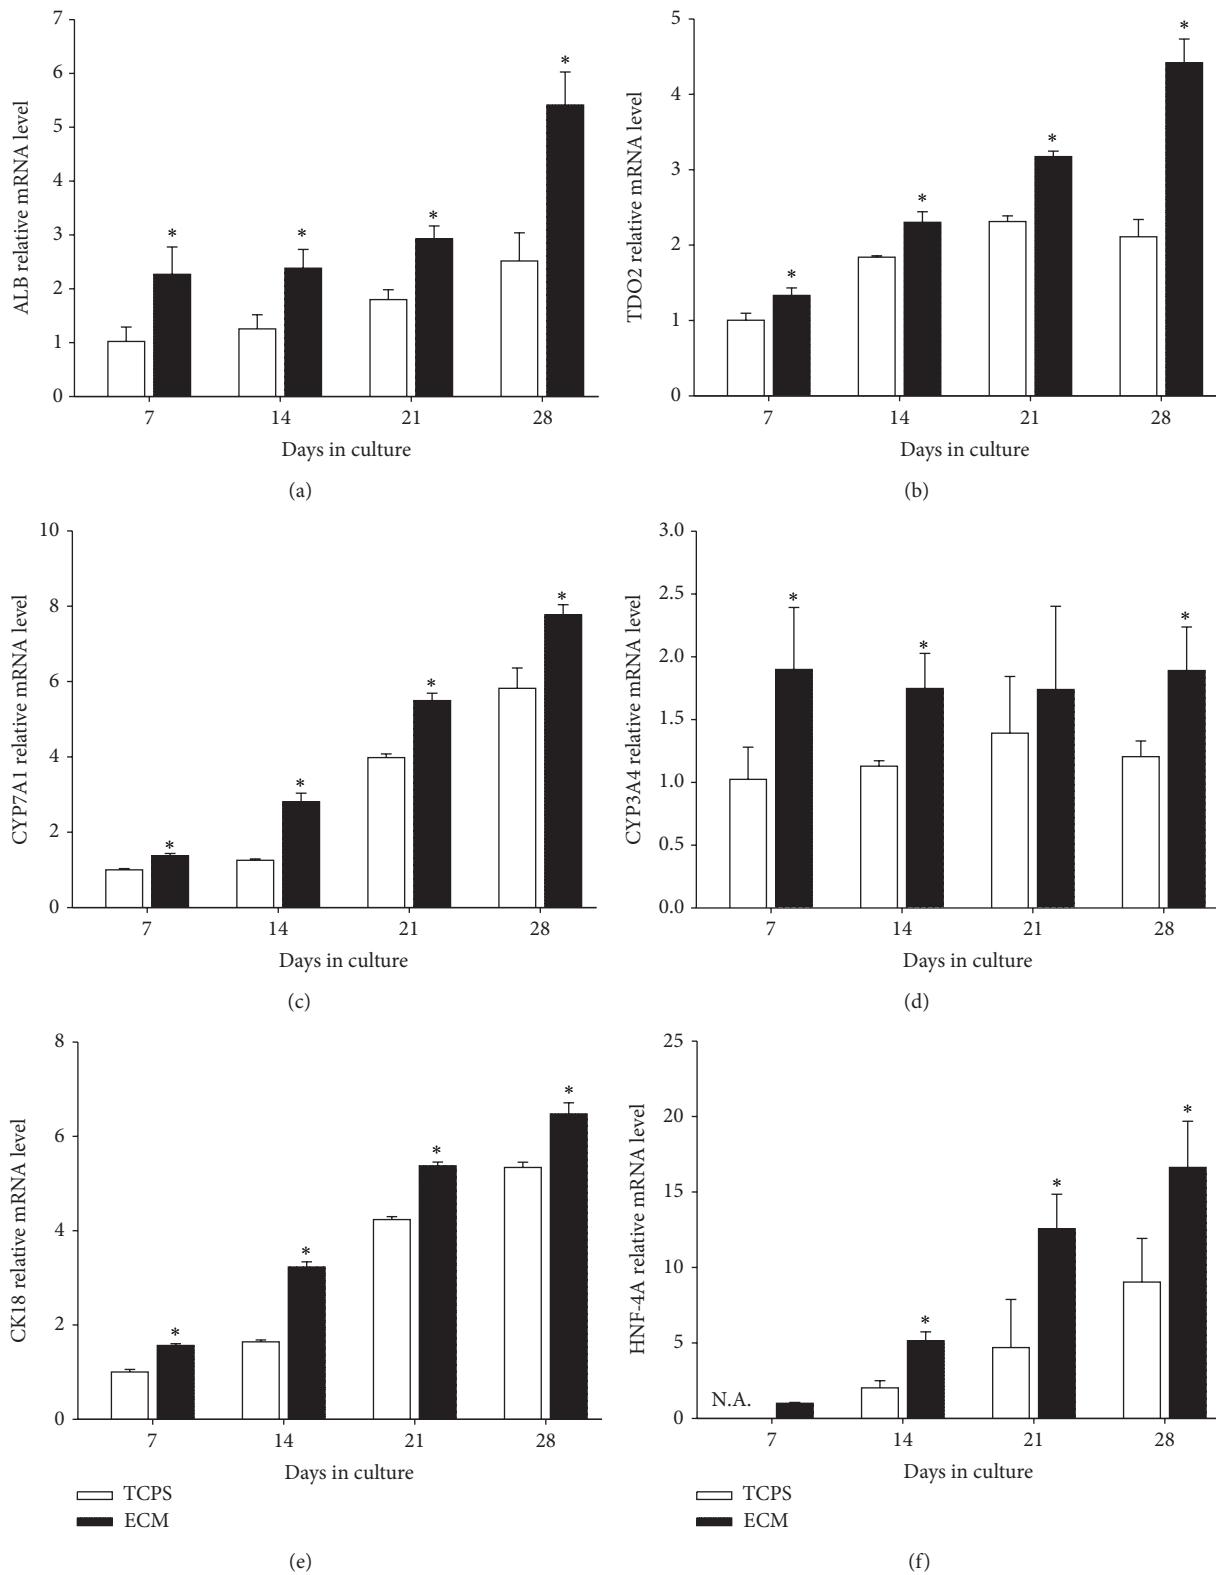 7
6
5
4
3
2
1
0
ALB relative mRNA level
* * * *
7 14 21 28
Days in culture
(a)
5
4
3
2
1
0
TDO2 relative mRNA level
* * * *
7 14 21 28
Days in culture
(b)
10
8
6
4
2
0
CYP7A1 relative mRNA level
* * * *
7 14 21 28
Days in culture
(c)
3.0
2.5
2.0
1.5
1.0
0.5
0.0
CYP3A4 relative mRNA level
* * *
7 14 21 28
Days in culture
(d)
8
6
4
2
0
CK18 relative mRNA level
* * * *
7 14 21 28
Days in culture
TCPS
ECM
(e)
25
20
15
10
5
0
HNF-4A relative mRNA level
N.A.
* * *
7 14 21 28
Days in culture
TCPS
ECM
(f)